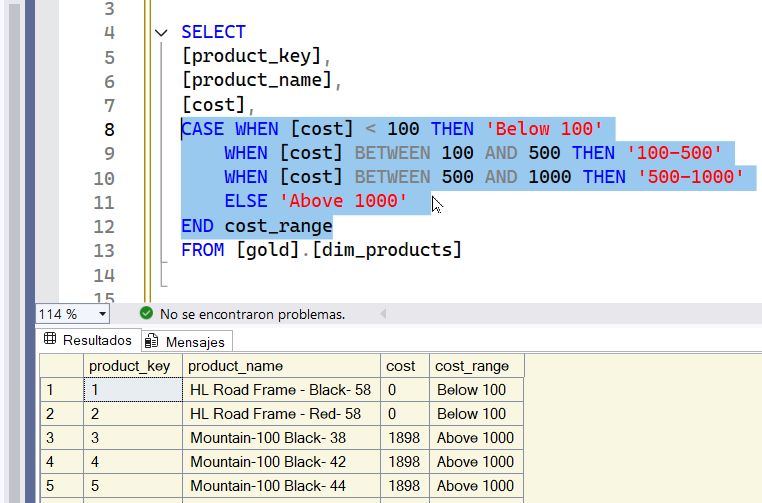 3
4 SELECT
5 [product_key],
6 [product_name],
7 [cost],
8 CASE WHEN [cost] < 100 THEN 'Below 100'
9 WHEN [cost] BETWEEN 100 AND 500 THEN '100-500'
10 WHEN [cost] BETWEEN 500 AND 1000 THEN '500-1000'
11 ELSE 'Above 1000'
12 END cost_range
13 FROM [gold].[dim_products]
14
15
114 % No se encontraron problemas.
Resultados Mensajes
product_key product_name cost cost_range
1 1 HL Road Frame - Black- 58 0 Below 100
2 2 HL Road Frame - Red- 58 0 Below 100
3 3 Mountain-100 Black- 38 1898 Above 1000
4 4 Mountain-100 Black- 42 1898 Above 1000
5 5 Mountain-100 Black- 44 1898 Above 1000